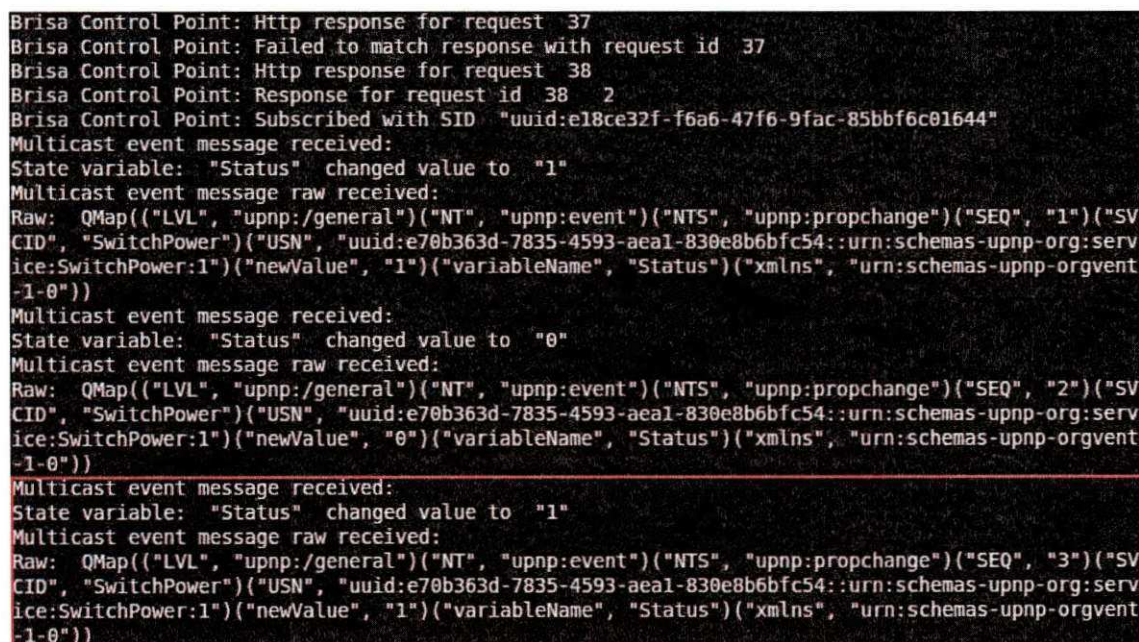 Brisa Control Point: Http response for request  37
Brisa Control Point: Failed to match response with request id  37
Brisa Control Point: Http response for request  38
Brisa Control Point: Response for request id  38   2
Brisa Control Point: Subscribed with SID  "uuid:e18ce32f-f6a6-47f6-9fac-85bbf6c01644"
Multicast event message received:
State variable:  "Status"  changed value to  "1"
Multicast event message raw received:
Raw:  QMap(("LVL", "upnp:/general")("NT", "upnp:event")("NTS", "upnp:propchange")("SEQ", "1")("SV
CID", "SwitchPower")("USN", "uuid:e70b363d-7835-4593-aea1-830e8b6bfc54::urn:schemas-upnp-org:serv
ice:SwitchPower:1")("newValue", "1")("variableName", "Status")("xmlns", "urn:schemas-upnp-orgvent
-1-0"))
Multicast event message received:
State variable:  "Status"  changed value to  "0"
Multicast event message raw received:
Raw:  QMap(("LVL", "upnp:/general")("NT", "upnp:event")("NTS", "upnp:propchange")("SEQ", "2")("SV
CID", "SwitchPower")("USN", "uuid:e70b363d-7835-4593-aea1-830e8b6bfc54::urn:schemas-upnp-org:serv
ice:SwitchPower:1")("newValue", "0")("variableName", "Status")("xmlns", "urn:schemas-upnp-orgvent
-1-0"))
Multicast event message received:
State variable:  "Status"  changed value to  "1"
Multicast event message raw received:
Raw:  QMap(("LVL", "upnp:/general")("NT", "upnp:event")("NTS", "upnp:propchange")("SEQ", "3")("SV
CID", "SwitchPower")("USN", "uuid:e70b363d-7835-4593-aea1-830e8b6bfc54::urn:schemas-upnp-org:serv
ice:SwitchPower:1")("newValue", "1")("variableName", "Status")("xmlns", "urn:schemas-upnp-orgvent
-1-0"))